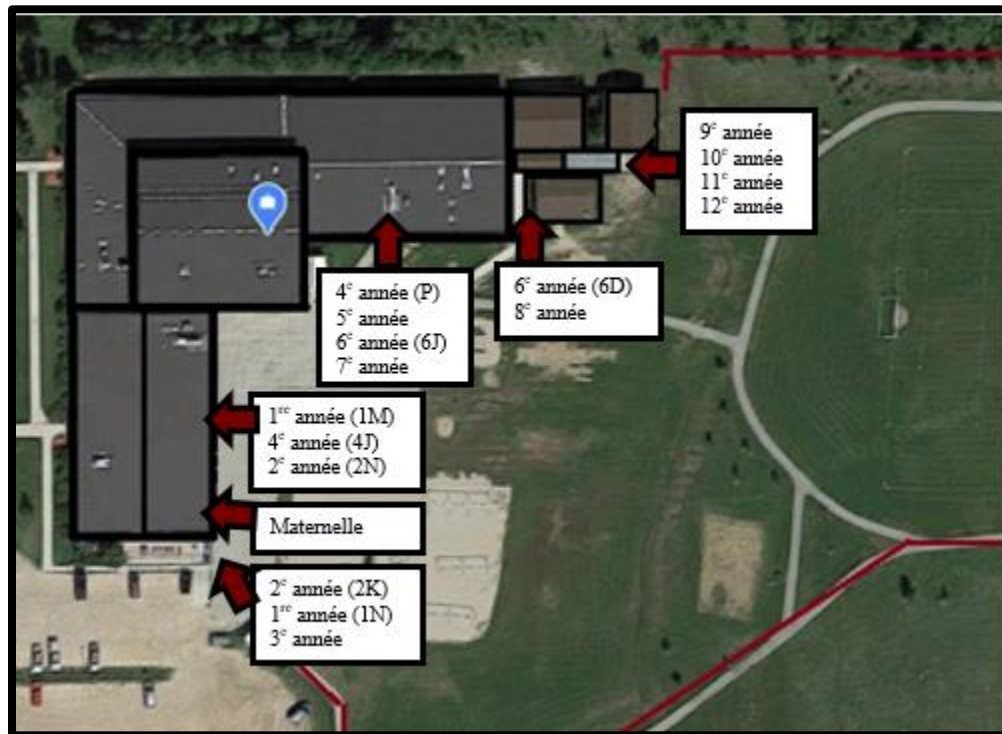 9ᵉ année
10ᵉ année
11ᵉ année
12ᵉ année
4ᵉ année (P)
5ᵉ année
6ᵉ année (6J)
7ᵉ année
6ᵉ année (6D)
8ᵉ année
1ʳᵉ année (1M)
4ᵉ année (4J)
2ᵉ année (2N)
Maternelle
2ᵉ année (2K)
1ʳᵉ année (1N)
3ᵉ année